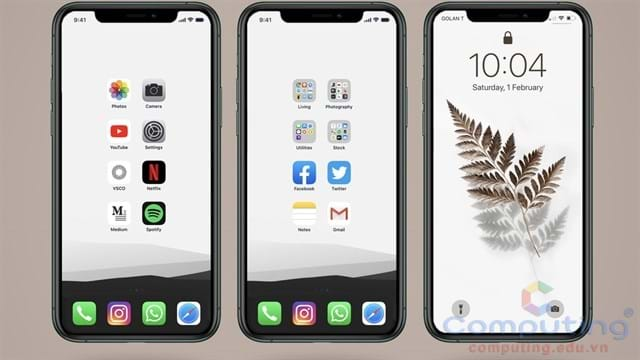 9:41
Photos Camera
YouTube Settings
VSCO Netflix
M Medium Spotify
9:41
Living Photography
Utilities Stock
Facebook Twitter
Notes Gmail
GOLAN T
10:04
Saturday, 1 February
Computing®
computing.edu.vn